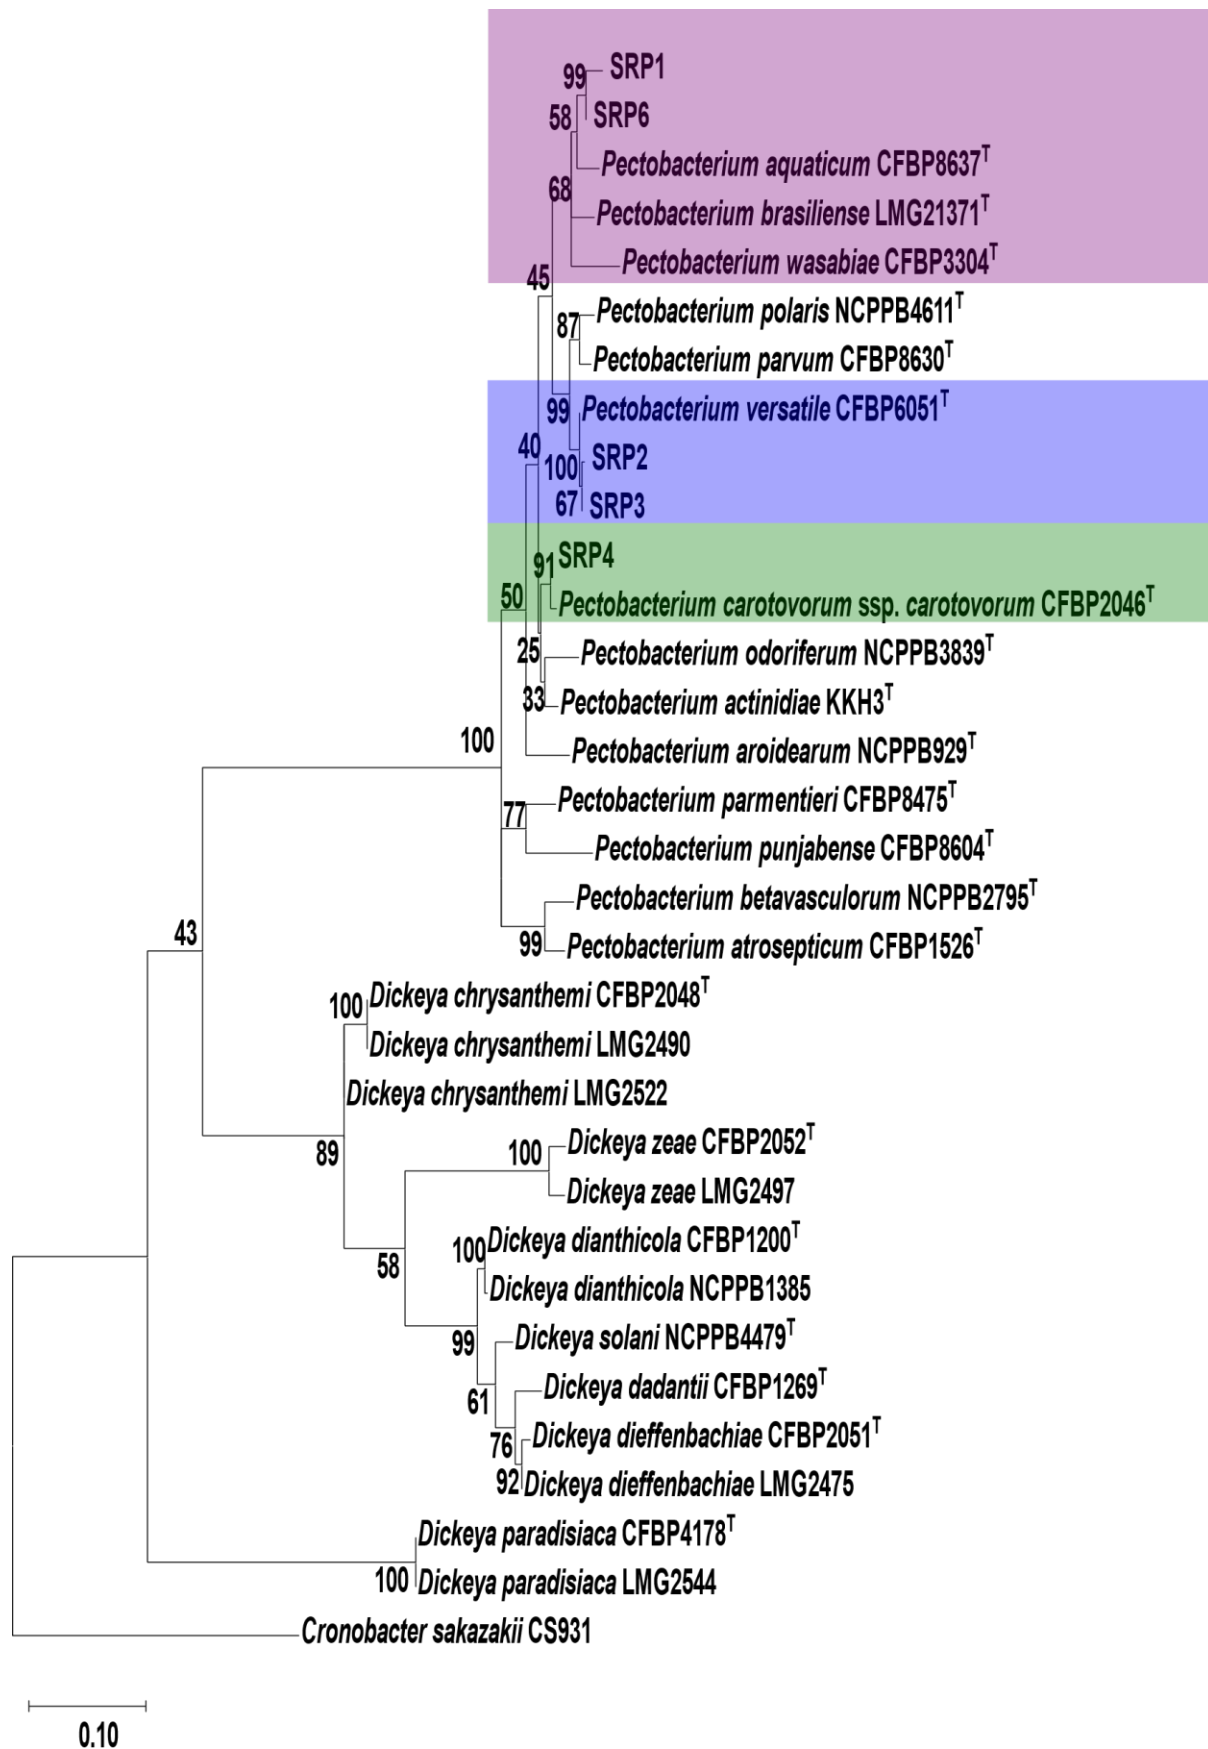 99 SRP1
58 SRP6
Pectobacterium aquaticum CFBP8637ᵀ
68 Pectobacterium brasiliense LMG21371ᵀ
Pectobacterium wasabiae CFBP3304ᵀ
45
87 Pectobacterium polaris NCPPB4611ᵀ
Pectobacterium parvum CFBP8630ᵀ
99 Pectobacterium versatile CFBP6051ᵀ
40 100 SRP2
67 SRP3
91 SRP4
50 Pectobacterium carotovorum ssp. carotovorum CFBP2046ᵀ
25 Pectobacterium odoriferum NCPPB3839ᵀ
33 Pectobacterium actinidiae KKH3ᵀ
100 Pectobacterium aroidearum NCPPB929ᵀ
77 Pectobacterium parmentieri CFBP8475ᵀ
Pectobacterium punjabense CFBP8604ᵀ
Pectobacterium betavasculorum NCPPB2795ᵀ
43 99 Pectobacterium atrosepticum CFBP1526ᵀ
100 Dickeya chrysanthemi CFBP2048ᵀ
Dickeya chrysanthemi LMG2490
Dickeya chrysanthemi LMG2522
89 100 Dickeya zeae CFBP2052ᵀ
Dickeya zeae LMG2497
58 100 Dickeya dianthicola CFBP1200ᵀ
Dickeya dianthicola NCPPB1385
99 Dickeya solani NCPPB4479ᵀ
61 Dickeya dadantii CFBP1269ᵀ
76 Dickeya dieffenbachiae CFBP2051ᵀ
92 Dickeya dieffenbachiae LMG2475
Dickeya paradisiaca CFBP4178ᵀ
100 Dickeya paradisiaca LMG2544
Cronobacter sakazakii CS931
0.10